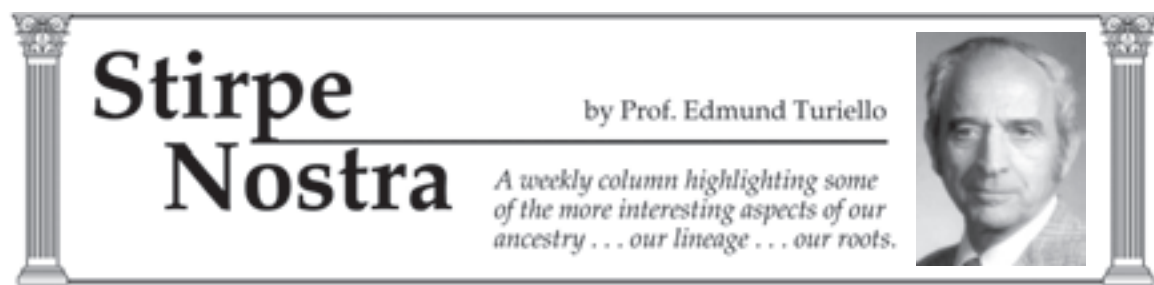 Stirpe
Nostra
by Prof. Edmund Turiello
A weekly column highlighting some
of the more interesting aspects of our
ancestry . . . our lineage . . . our roots.